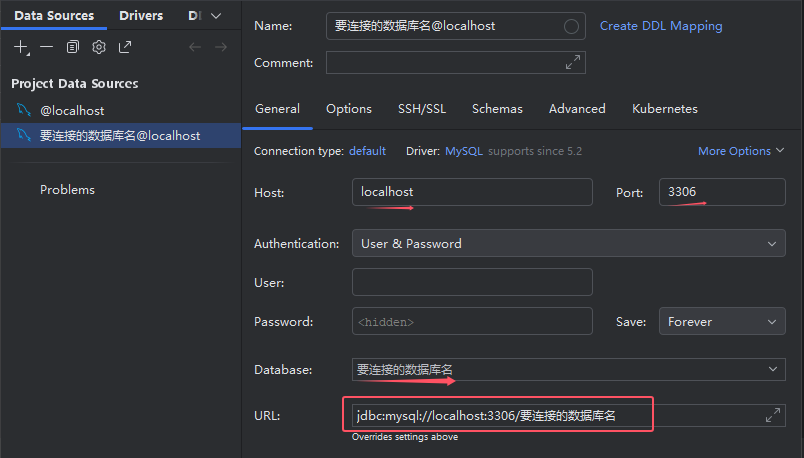 Data Sources Drivers
Project Data Sources
@localhost
要连接的数据库名@localhost
Problems
Name: 要连接的数据库名@localhost Create DDL Mapping
Comment:
General Options SSH/SSL Schemas Advanced Kubernetes
Connection type: default Driver: MySQL supports since 5.2 More Options
Host: localhost Port: 3306
Authentication: User & Password
User:
Password: <hidden> Save: Forever
Database: 要连接的数据库名
URL: jdbc:mysql://localhost:3306/要连接的数据库名
Overrides settings above